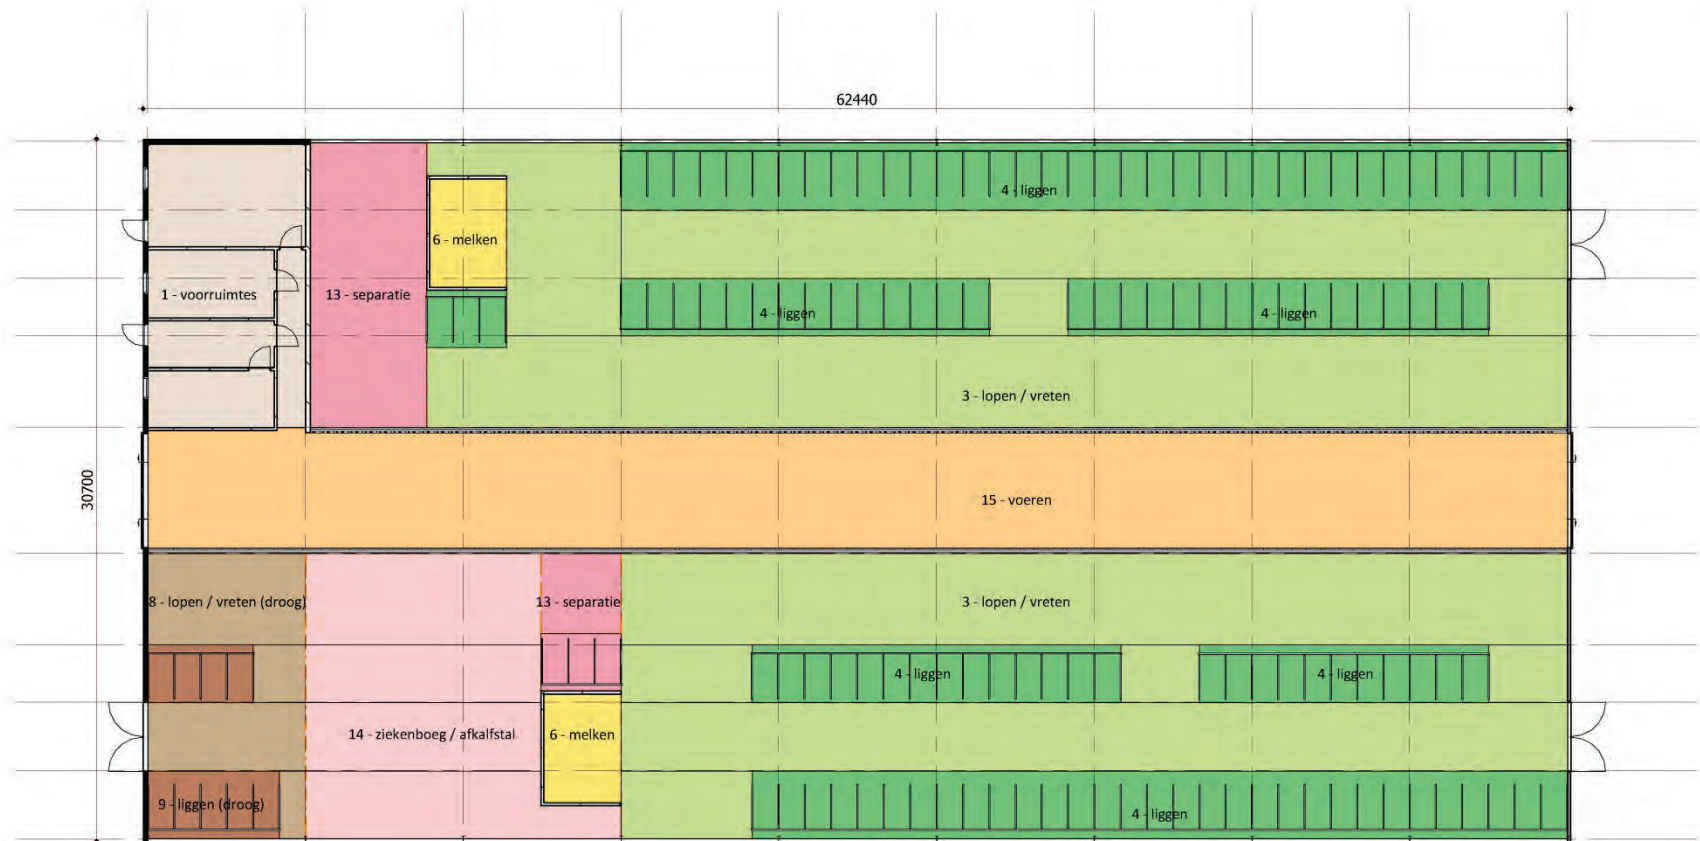 62440
4 - liggen
6 - melken
1 - voorruimtes
13 - separatie
4 - liggen
4 - liggen
3 - lopen / vreten
30700
15 - voeren
8 - lopen / vreten (droog)
13 - separatie
3 - lopen / vreten
4 - liggen
4 - liggen
14 - ziekenboeg / afkalfstal
6 - melken
9 - liggen (droog)
4 - liggen